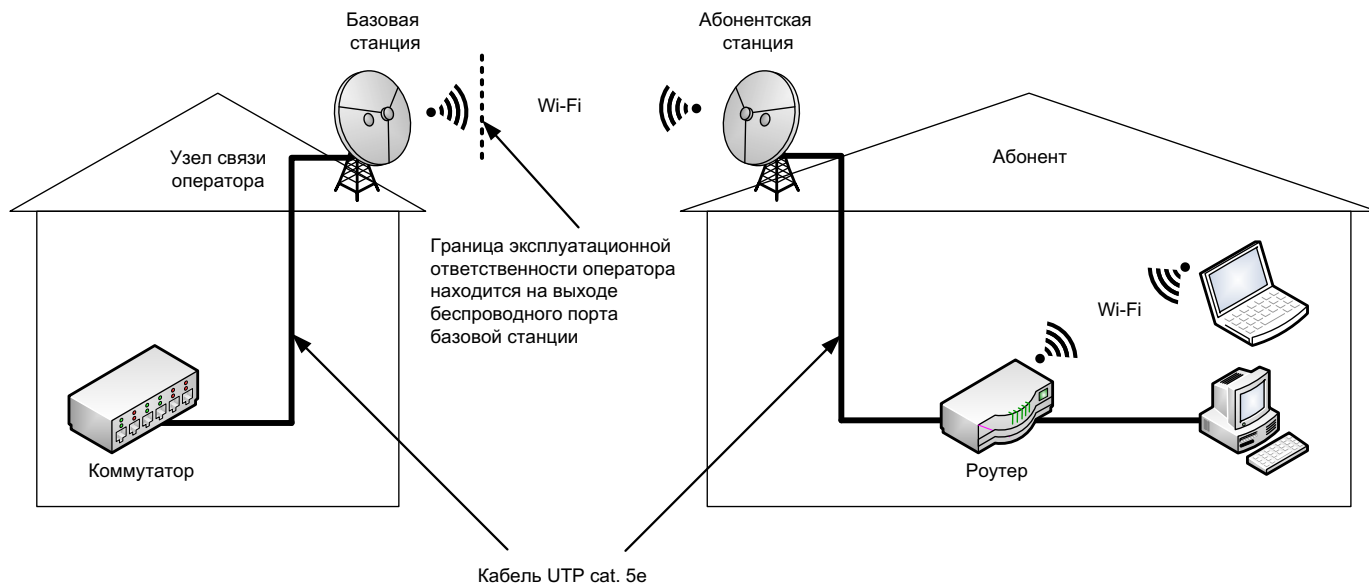 Базовая
станция
Абонентская
станция
Wi-Fi
Узел связи
оператора
Абонент
Граница эксплуатационной
ответственности оператора
находится на выходе
беспроводного порта
базовой станции
Wi-Fi
Коммутатор
Роутер
Кабель UTP cat. 5e